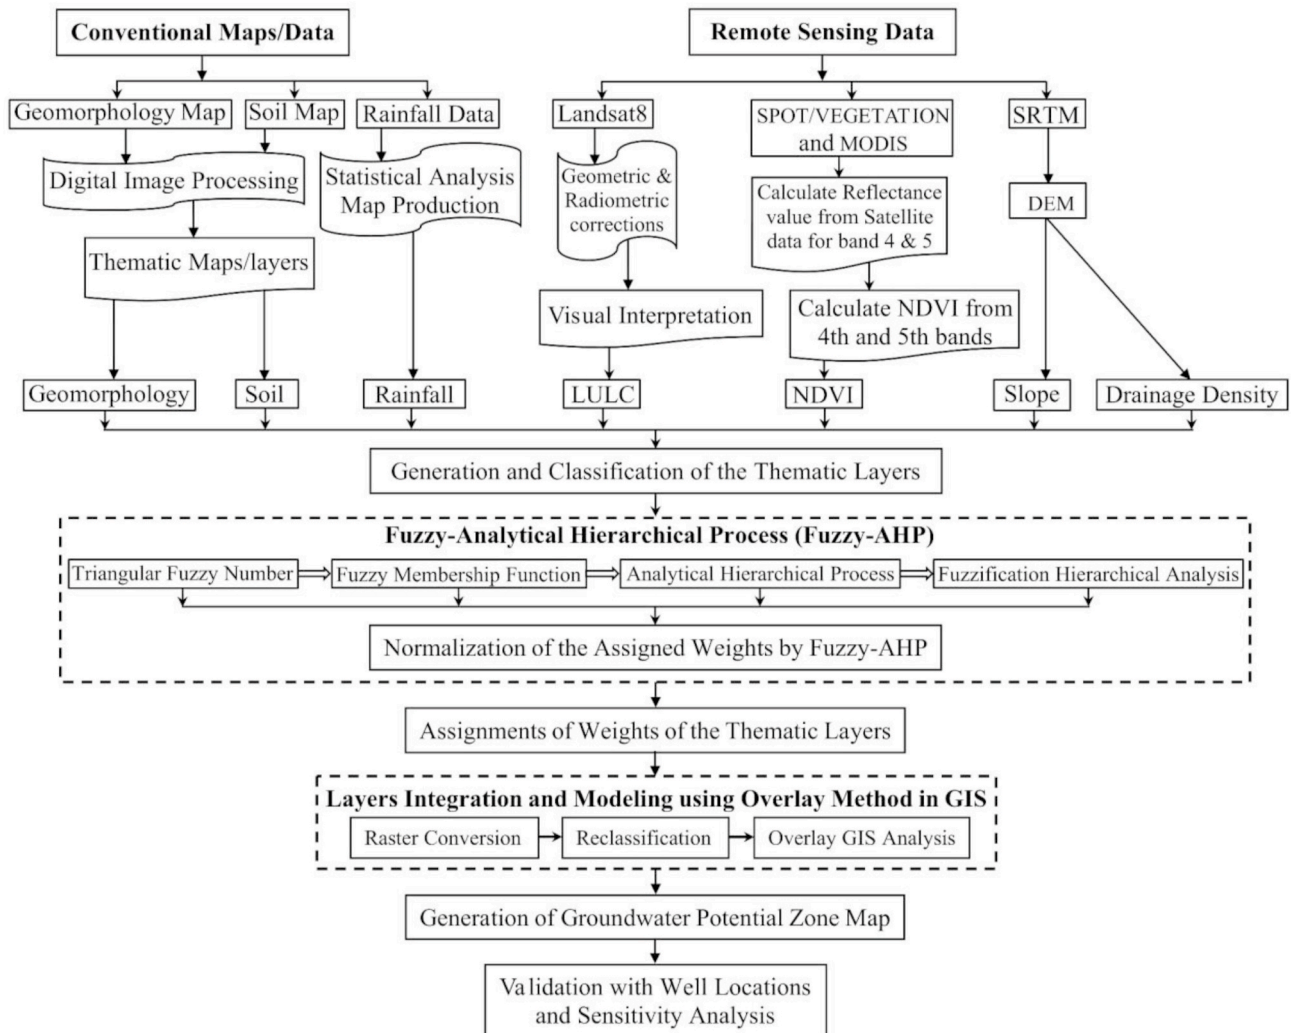 Conventional Maps/Data
Remote Sensing Data
Geomorphology Map
Soil Map
Rainfall Data
Landsat8
SPOT/VEGETATION
and MODIS
SRTM
Digital Image Processing
Statistical Analysis
Map Production
Geometric &
Radiometric
corrections
Calculate Reflectance
value from Satellite
data for band 4 & 5
DEM
Thematic Maps/layers
Visual Interpretation
Calculate NDVI from
4th and 5th bands
Geomorphology
Soil
Rainfall
LULC
NDVI
Slope
Drainage Density
Generation and Classification of the Thematic Layers
Fuzzy-Analytical Hierarchical Process (Fuzzy-AHP)
Triangular Fuzzy Number
Fuzzy Membership Function
Analytical Hierarchical Process
Fuzzification Hierarchical Analysis
Normalization of the Assigned Weights by Fuzzy-AHP
Assignments of Weights of the Thematic Layers
Layers Integration and Modeling using Overlay Method in GIS
Raster Conversion
Reclassification
Overlay GIS Analysis
Generation of Groundwater Potential Zone Map
Validation with Well Locations
and Sensitivity Analysis